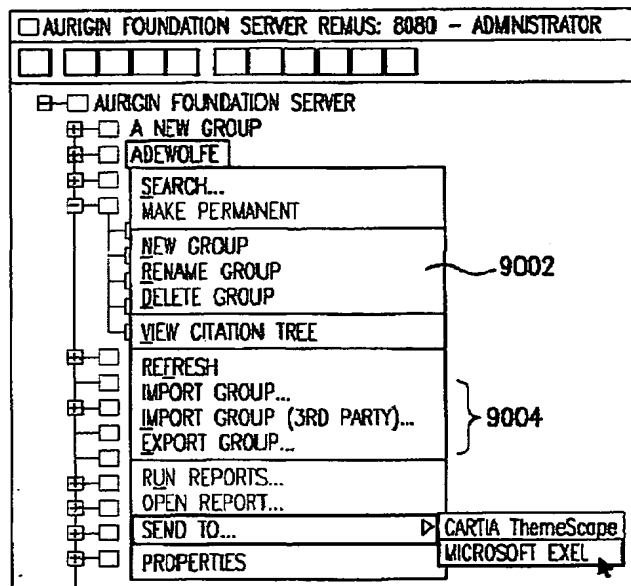 AURIGIN FOUNDATION SERVER REMUS: 8080 - ADMINISTRATOR
AURIGIN FOUNDATION SERVER
A NEW GROUP
ADEWOLFE
SEARCH...
MAKE PERMANENT
NEW GROUP
RENAME GROUP
DELETE GROUP
9002
VIEW CITATION TREE
REFRESH
IMPORT GROUP...
IMPORT GROUP (3RD PARTY)...
EXPORT GROUP...
9004
RUN REPORTS...
OPEN REPORT...
SEND TO...
CARTIA ThemeScape
MICROSOFT EXEL
PROPERTIES